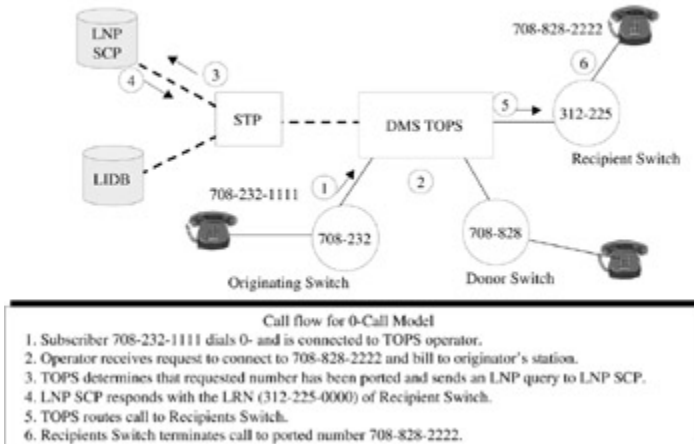 LNP
SCP
4
3
STP
LIDB
DMS TOPS
5
708-828-2222
6
312-225
Recipient Switch
708-232-1111
1
2
708-232
Originating Switch
708-828
Donor Switch
Call flow for 0-Call Model
1. Subscriber 708-232-1111 dials 0- and is connected to TOPS operator.
2. Operator receives request to connect to 708-828-2222 and bill to originator's station.
3. TOPS determines that requested number has been ported and sends an LNP query to LNP SCP.
4. LNP SCP responds with the LRN (312-225-0000) of Recipient Switch.
5. TOPS routes call to Recipients Switch.
6. Recipients Switch terminates call to ported number 708-828-2222.